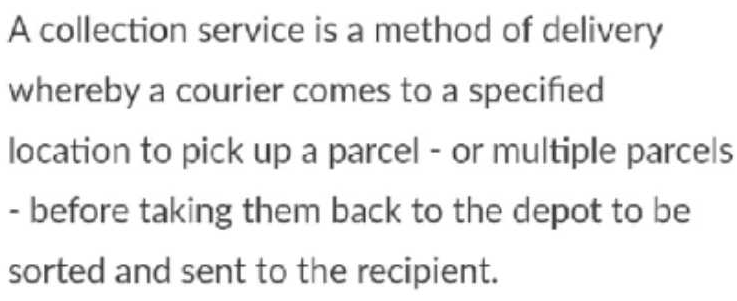 A collection service is a method of delivery
whereby a courier comes to a specified
location to pick up a parcel - or multiple parcels
- before taking them back to the depot to be
sorted and sent to the recipient.